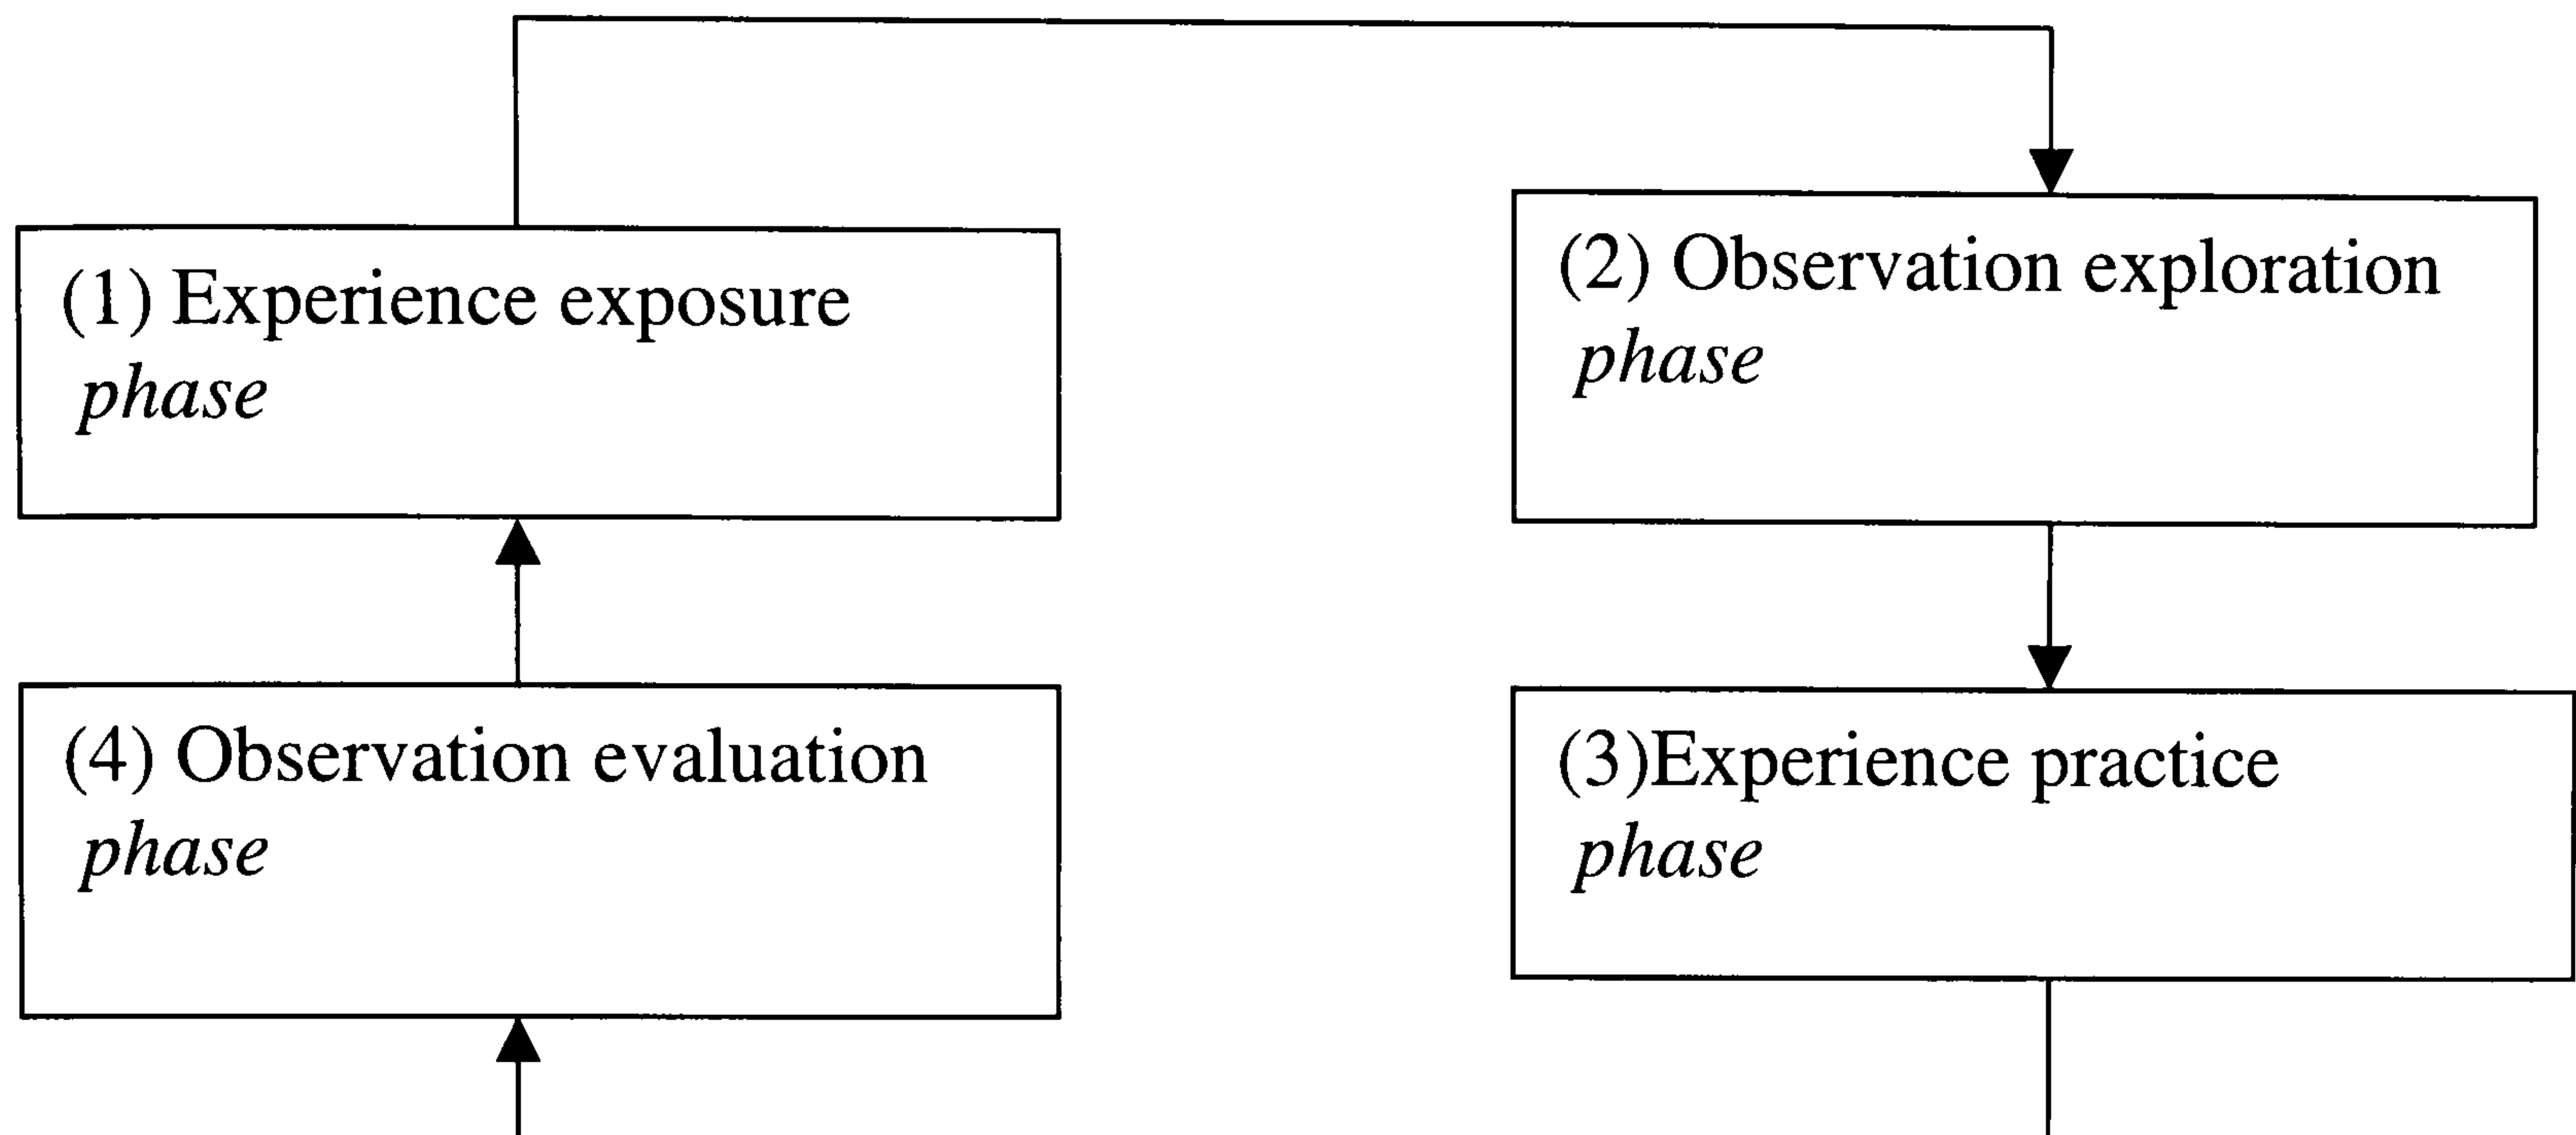 (1) Experience exposure
phase
(2) Observation exploration
phase
(4) Observation evaluation
phase
(3)Experience practice
phase